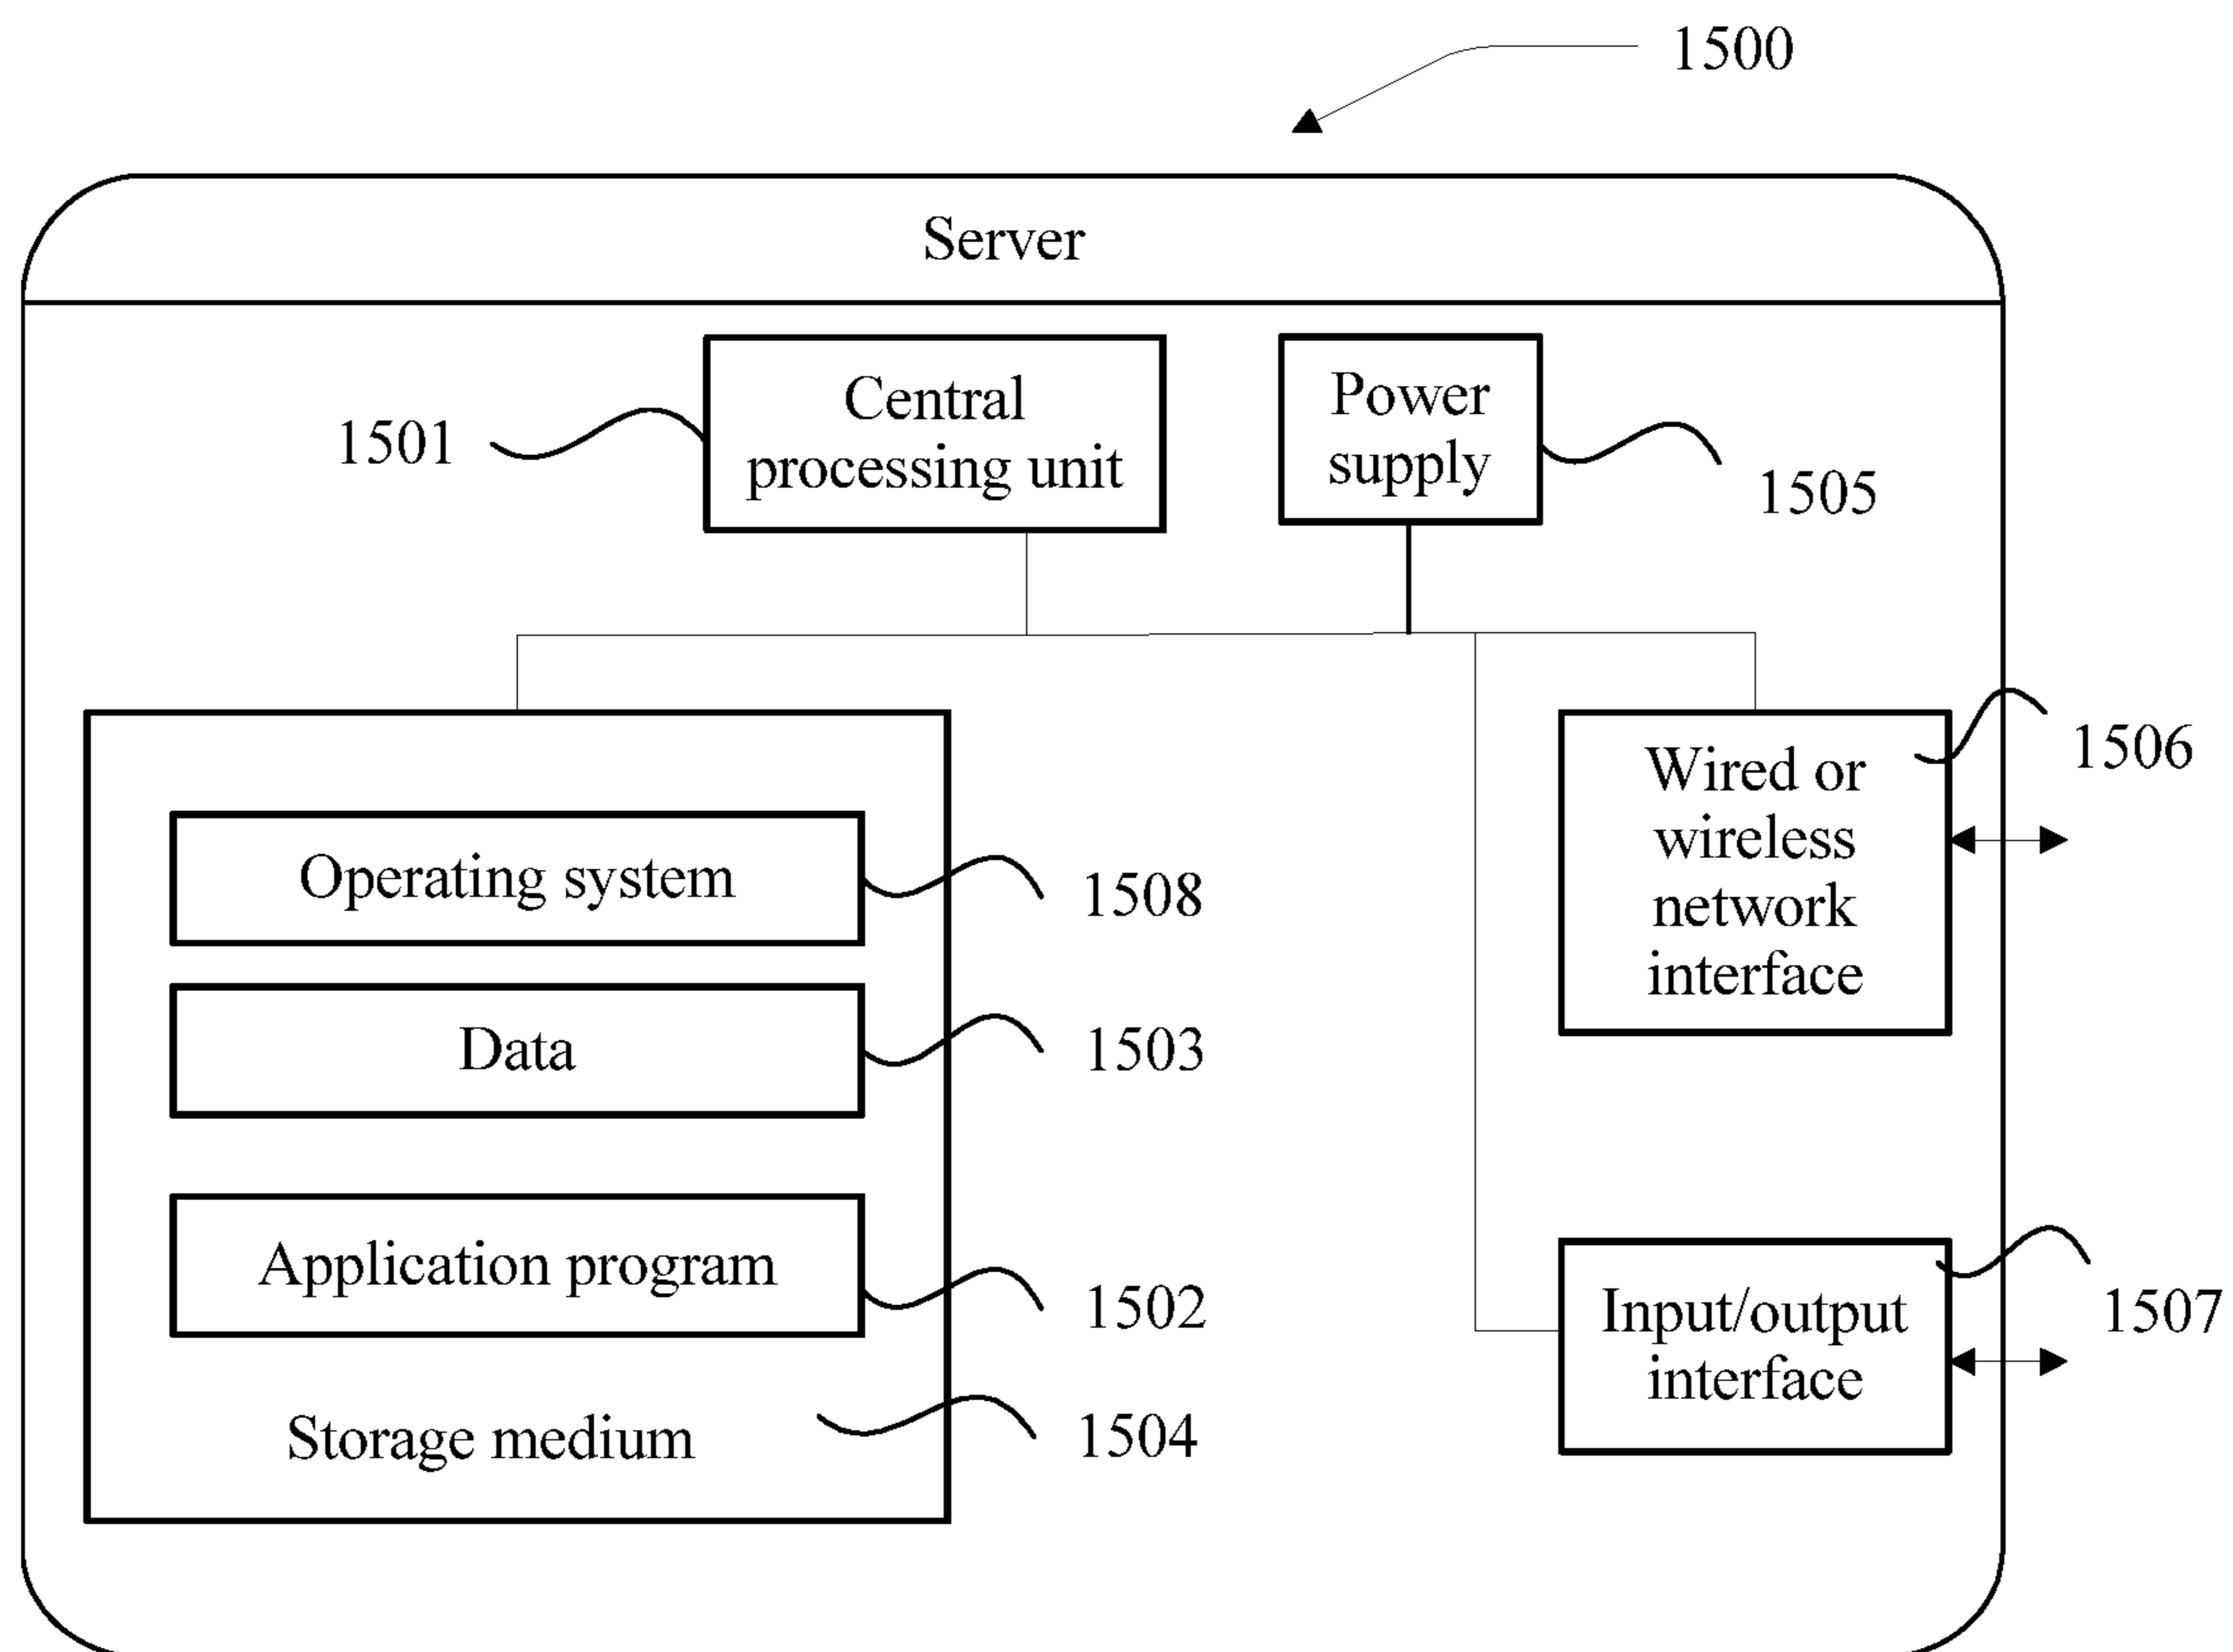 1500
Server
Central
processing unit
1501
Power
supply
1505
Operating system
1508
Data
1503
Application program
1502
Storage medium
1504
Wired or
wireless
network
interface
1506
Input/output
interface
1507